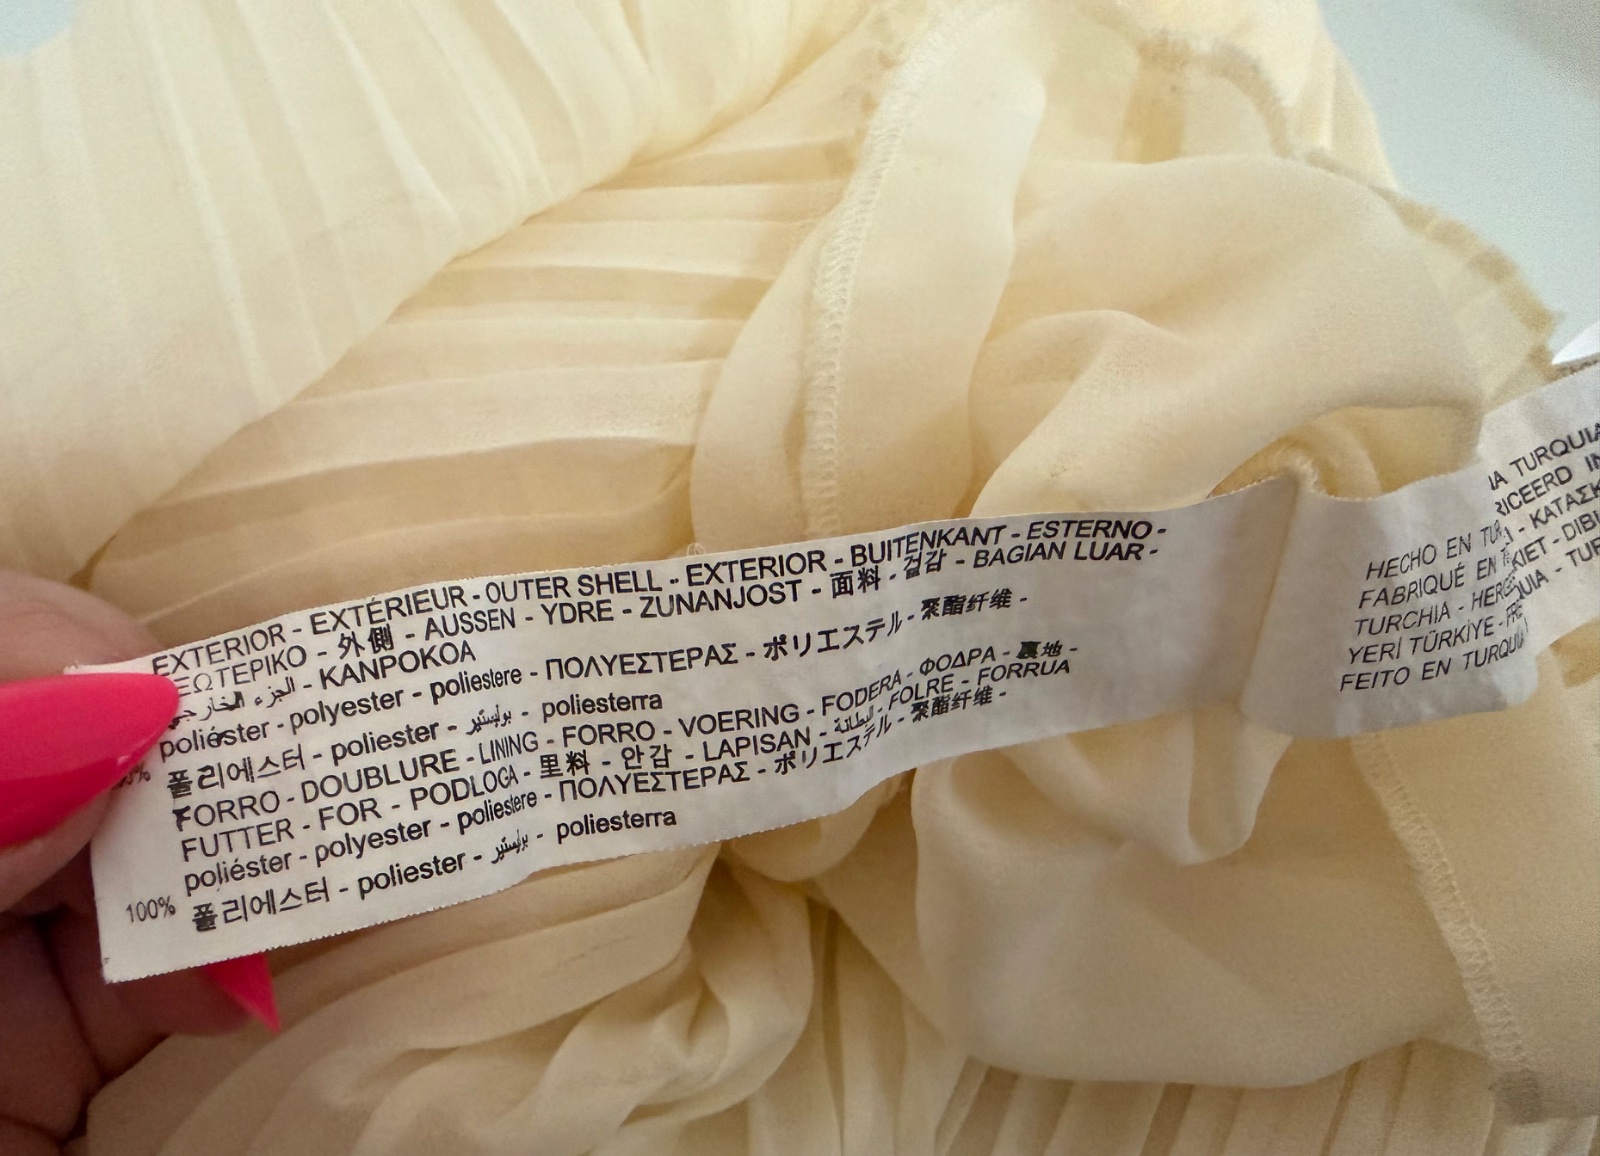 EXTERIOR - EXTÉRIEUR - OUTER SHELL - EXTERIOR - BUITENKANT - ESTERNO -
ΕΞΩΤΕΡΙΚΟ - 外側 - AUSSEN - YDRE - ZUNANJOST - 面料 - 겉감 - BAGIAN LUAR -
الجزء الخارجي - KANPOKOA
poliéster - polyester - poliestere - ΠΟΛΥΕΣΤΕΡΑΣ - ポリエステル - 聚酯纤维 -
폴리에스터 - poliester - بوليستير - poliesterra
FORRO - DOUBLURE - LINING - FORRO - VOERING - FODERA - ΦΟΔΡΑ - 裏地 -
FUTTER - FOR - PODLOGA - 里料 - 안감 - LAPISAN - البطانة - FOLRE - FORRUA
poliéster - polyester - poliestere - ΠΟΛΥΕΣΤΕΡΑΣ - ポリエステル - 聚酯纤维 -
100% 폴리에스터 - poliester - بوليستير - poliesterra
HECHO EN
FABRIQUÉ EN
TURCHIA -
YERİ TÜRKİYE -
FEITO EN TURQUÍA
TURQUIA